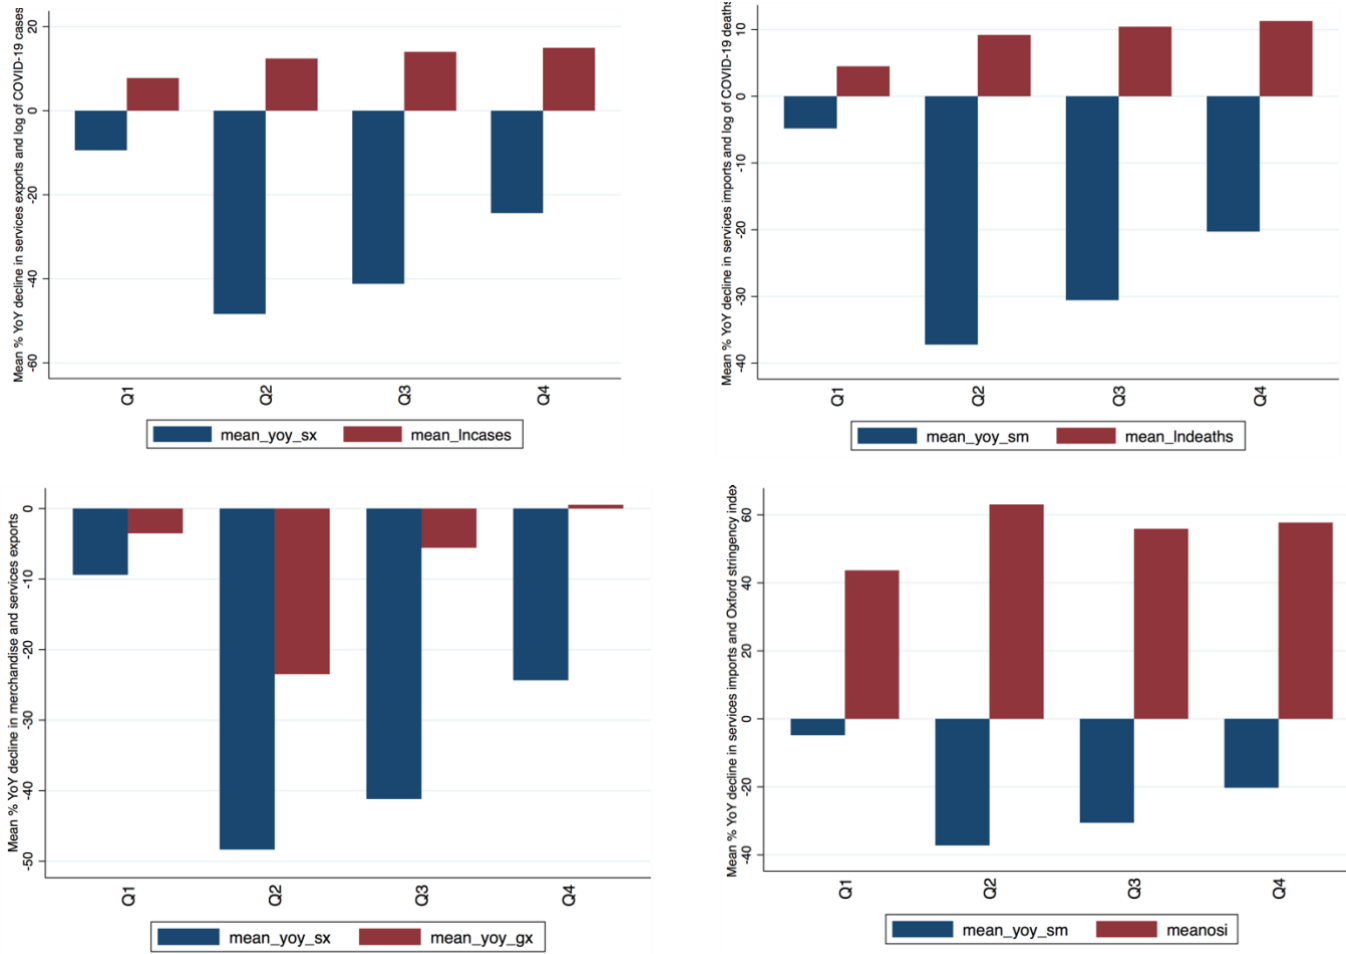 Mean % YoY decline in services exports and log of COVID-19 cases
20
0
-20
-40
-60
Q1
Q2
Q3
Q4
mean_yoy_sx
mean_lncases
Mean % YoY decline in services imports and log of COVID-19 deaths
10
0
-10
-20
-30
-40
Q1
Q2
Q3
Q4
mean_yoy_sm
mean_lndeaths
Mean % YoY decline in merchandise and services exports
0
-10
-20
-30
-40
-50
Q1
Q2
Q3
Q4
mean_yoy_sx
mean_yoy_gx
Mean % YoY decline in services imports and Oxford stringency index
60
40
20
0
-20
-40
Q1
Q2
Q3
Q4
mean_yoy_sm
meanosi